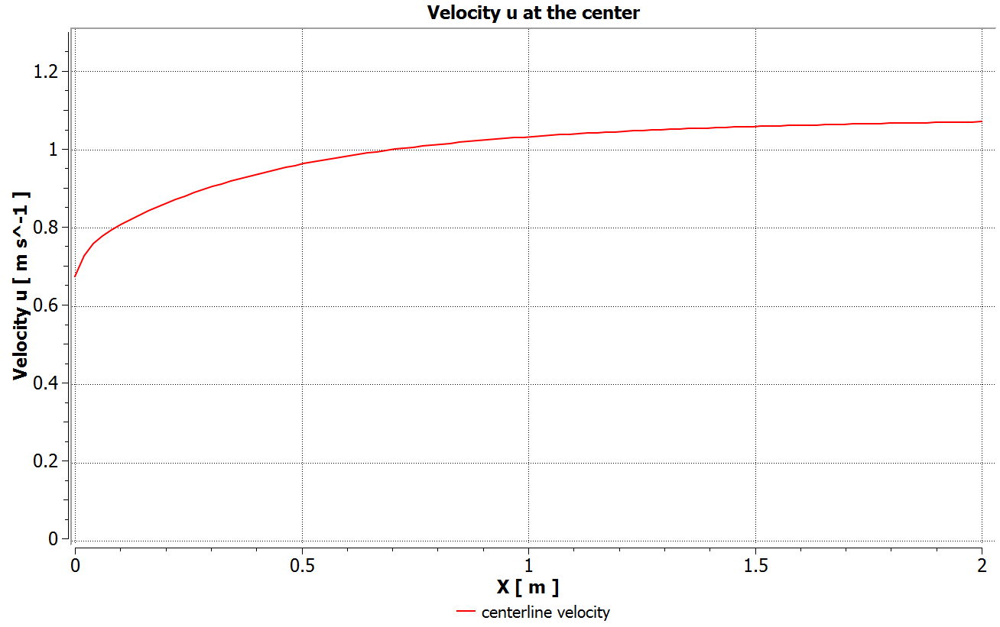 Velocity u at the center
Velocity u [ m s^-1 ]
1.2
1
0.8
0.6
0.4
0.2
0
0 0.5 1 1.5 2
X [ m ]
centerline velocity